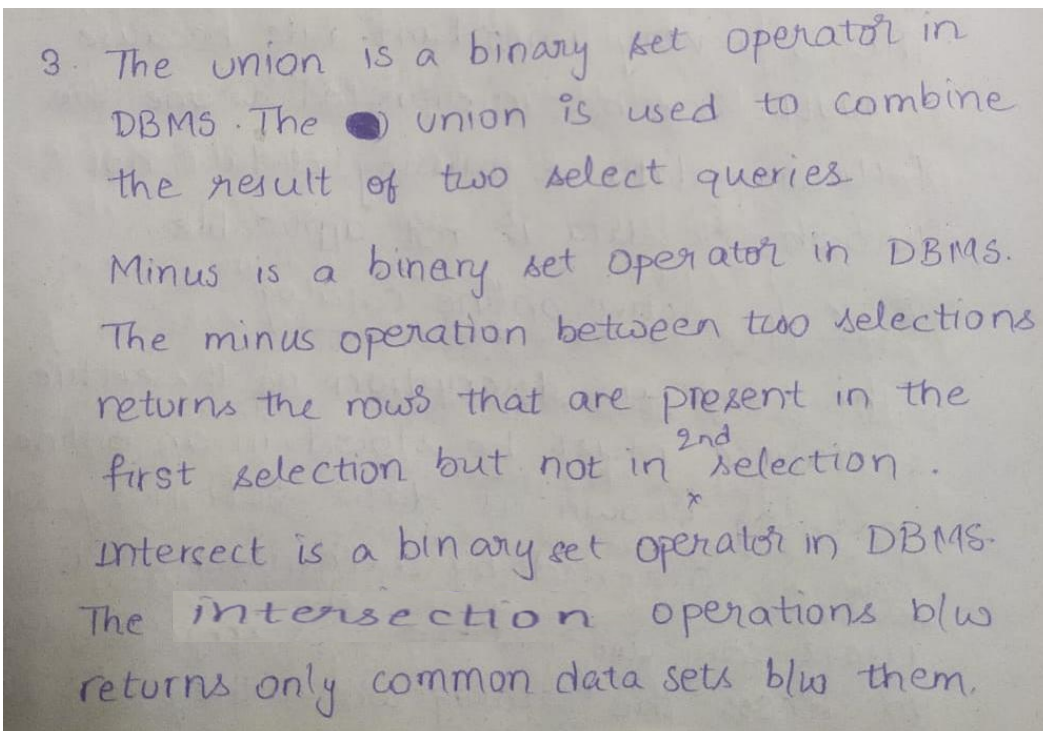 3. The union is a binary set operator in
DBMS. The union is used to combine
the result of two select queries
Minus is a binary set operator in DBMS.
The minus operation between two selections
returns the rows that are present in the
first selection but not in 2nd selection.
Intersect is a binary set operator in DBMS.
The intersection operations b/w
returns only common data sets b/w them.